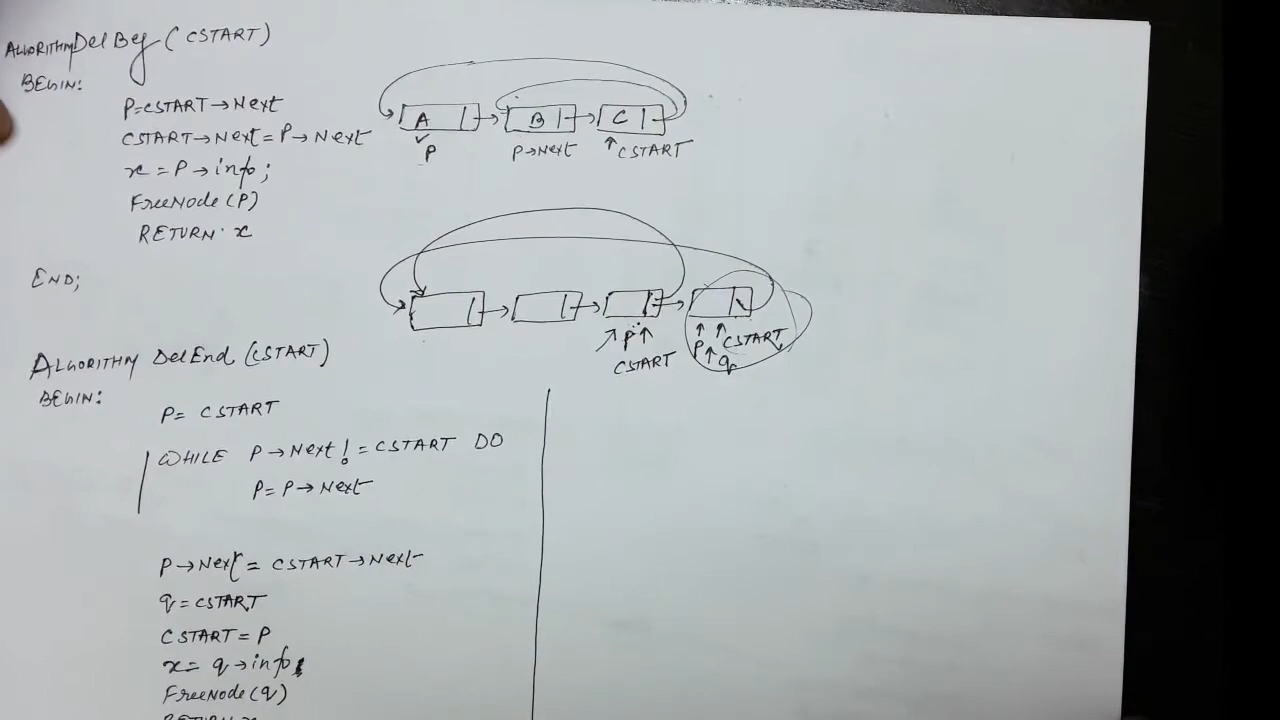 ALGORITHM DelBeg (CSTART)
BEGIN:
P=CSTART→Next
CSTART→Next=P→Next
x=P→info;
FreeNode(P)
RETURN x
END;
A B C
P P→Next ↑CSTART
P CSTART
P q CSTART
ALGORITHM DelEnd (CSTART)
BEGIN:
P= CSTART
WHILE P→Next!=CSTART DO
P=P→Next
P→Next= CSTART→Next
q=CSTART
CSTART=P
x= q→info;
FreeNode(q)
RETURN x